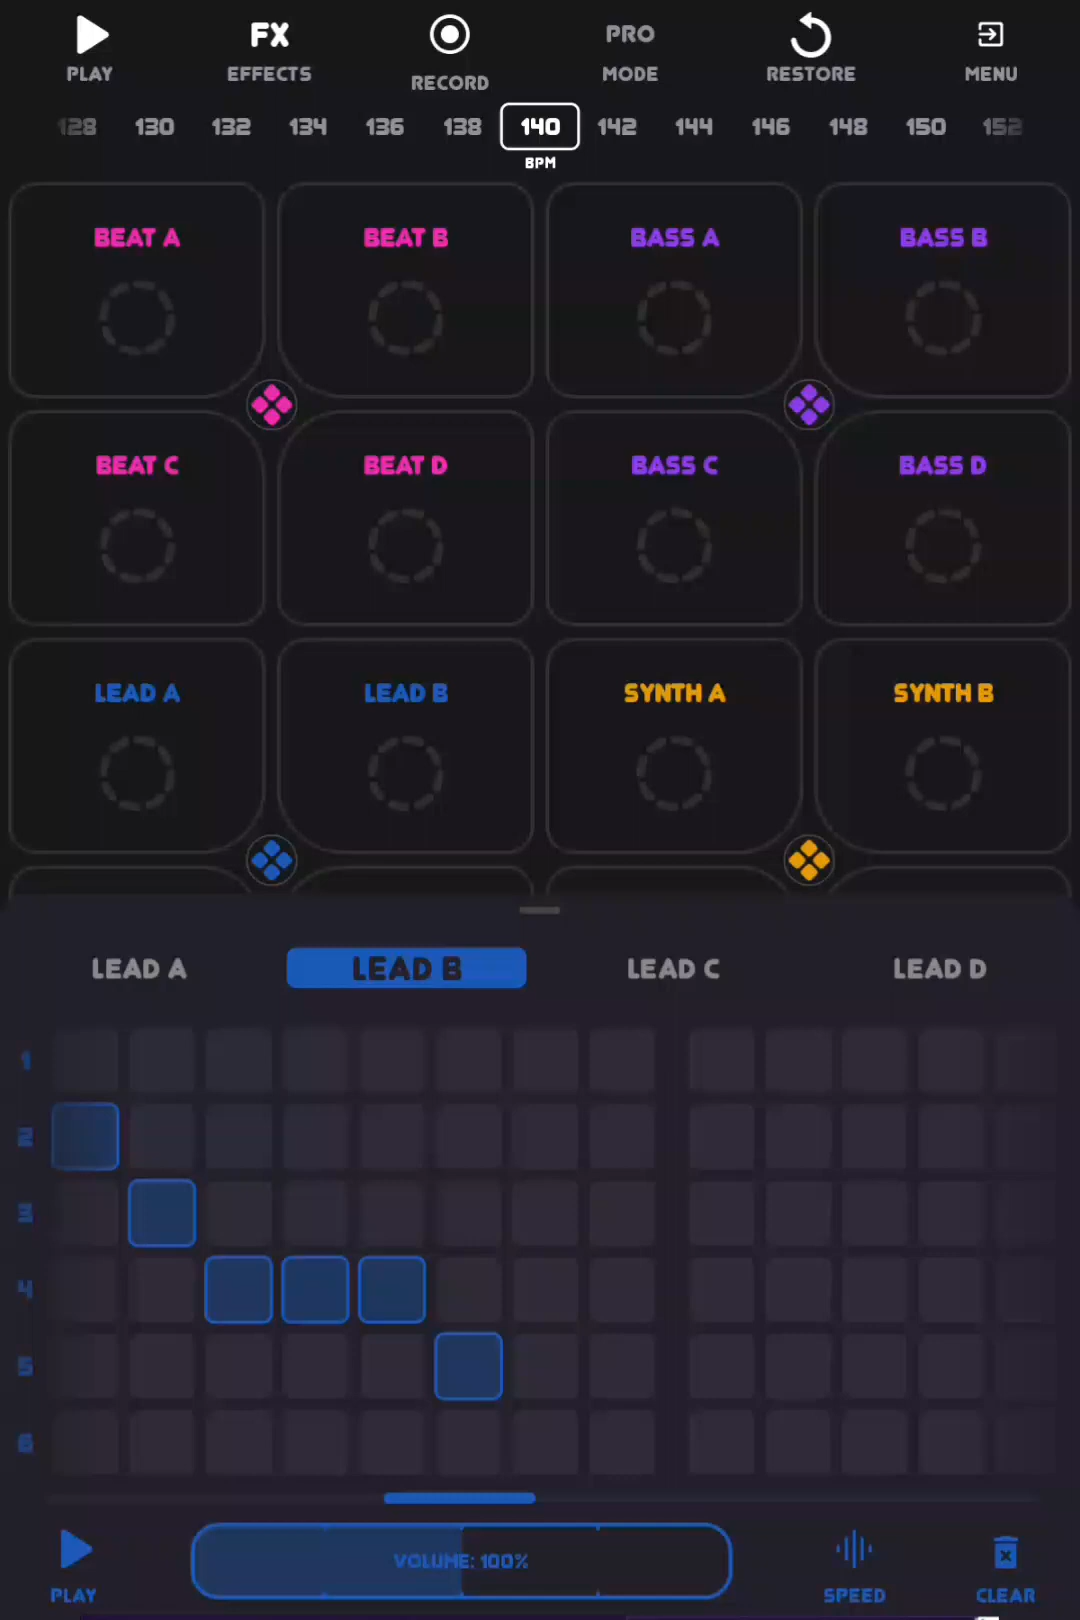 PLAY
FX
EFFECTS
RECORD
PRO
MODE
RESTORE
MENU
128 130 132 134 136 138 140 142 144 146 148 150 152
BPM
BEAT A BEAT B BASS A BASS B
BEAT C BEAT D BASS C BASS D
LEAD A LEAD B SYNTH A SYNTH B
LEAD A LEAD B LEAD C LEAD D
1
2
3
4
5
6
VOLUME: 100%
PLAY SPEED CLEAR